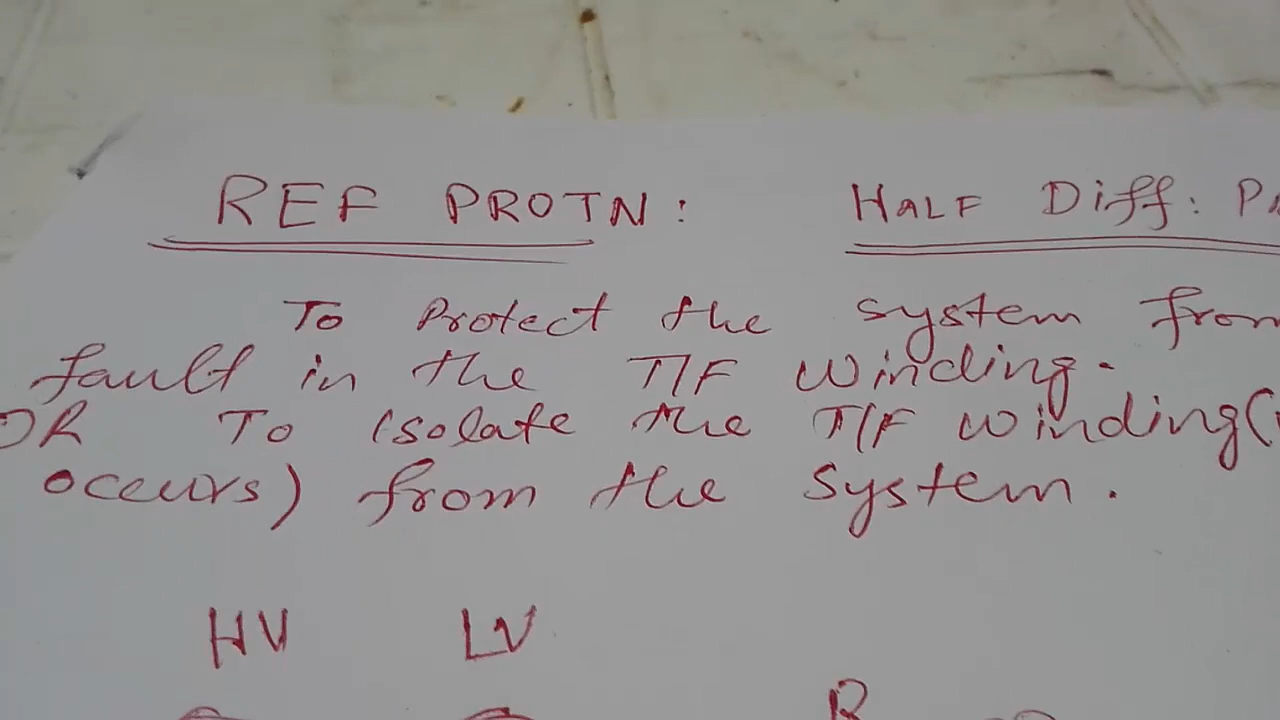 REF PROTN: HALF Diff:
To Protect the system from
fault in the T/F winding.
OR To isolate the T/F winding(
occurs) from the system.
HV LV
R